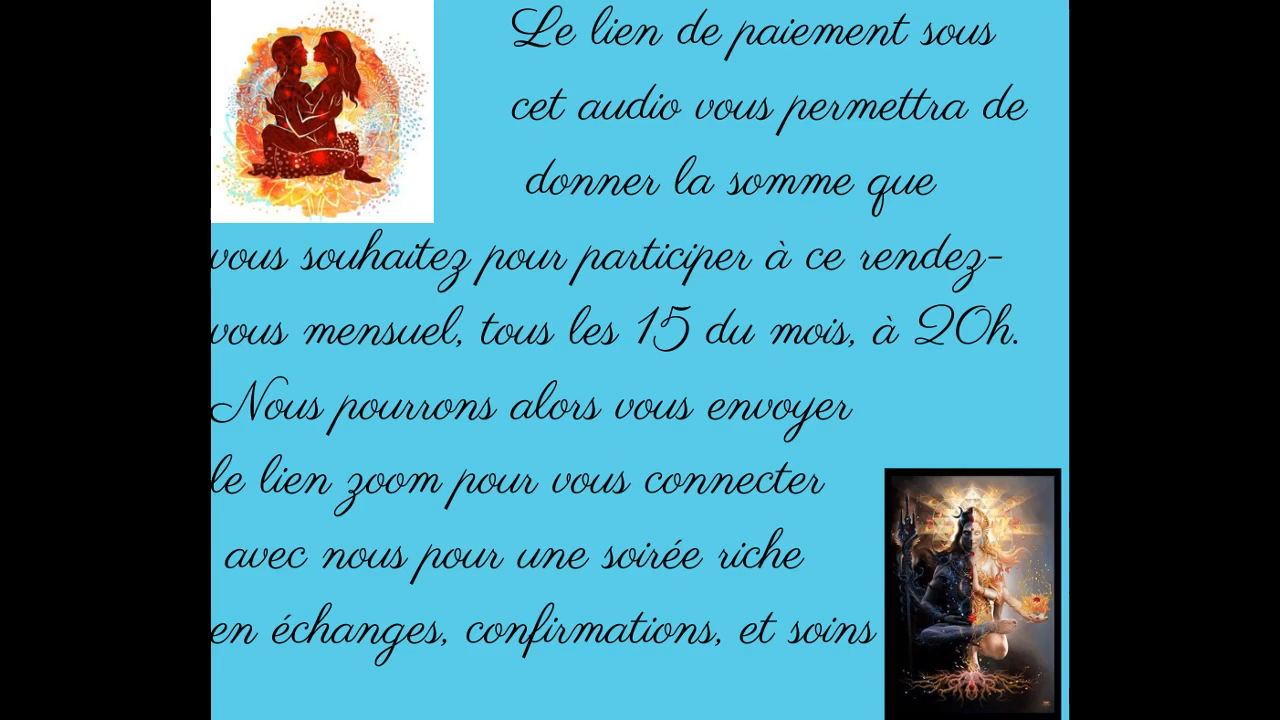 Le lien de paiement sous
cet audio vous permettra de
donner la somme que
vous souhaitez pour participer à ce rendez-
vous mensuel, tous les 15 du mois, à 20h.
Nous pourrons alors vous envoyer
le lien zoom pour vous connecter
avec nous pour une soirée riche
en échanges, confirmations, et soins